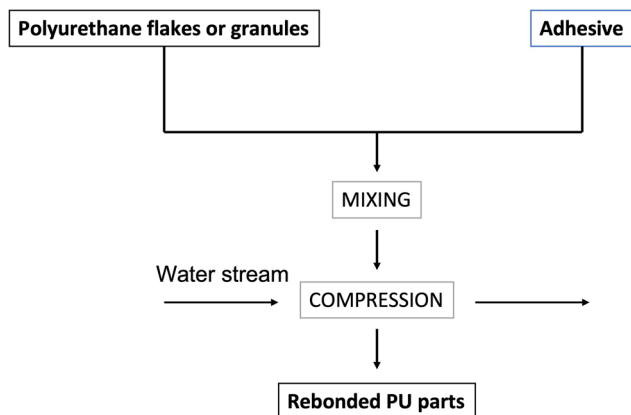 Polyurethane flakes or granules
Adhesive
MIXING
Water stream
COMPRESSION
Rebonded PU parts